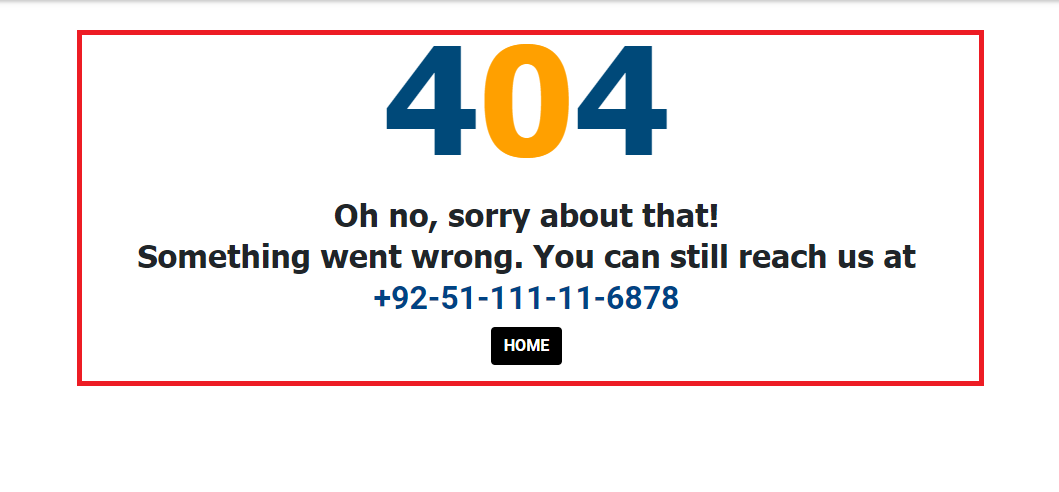 404
Oh no, sorry about that!
Something went wrong. You can still reach us at
+92-51-111-11-6878
HOME